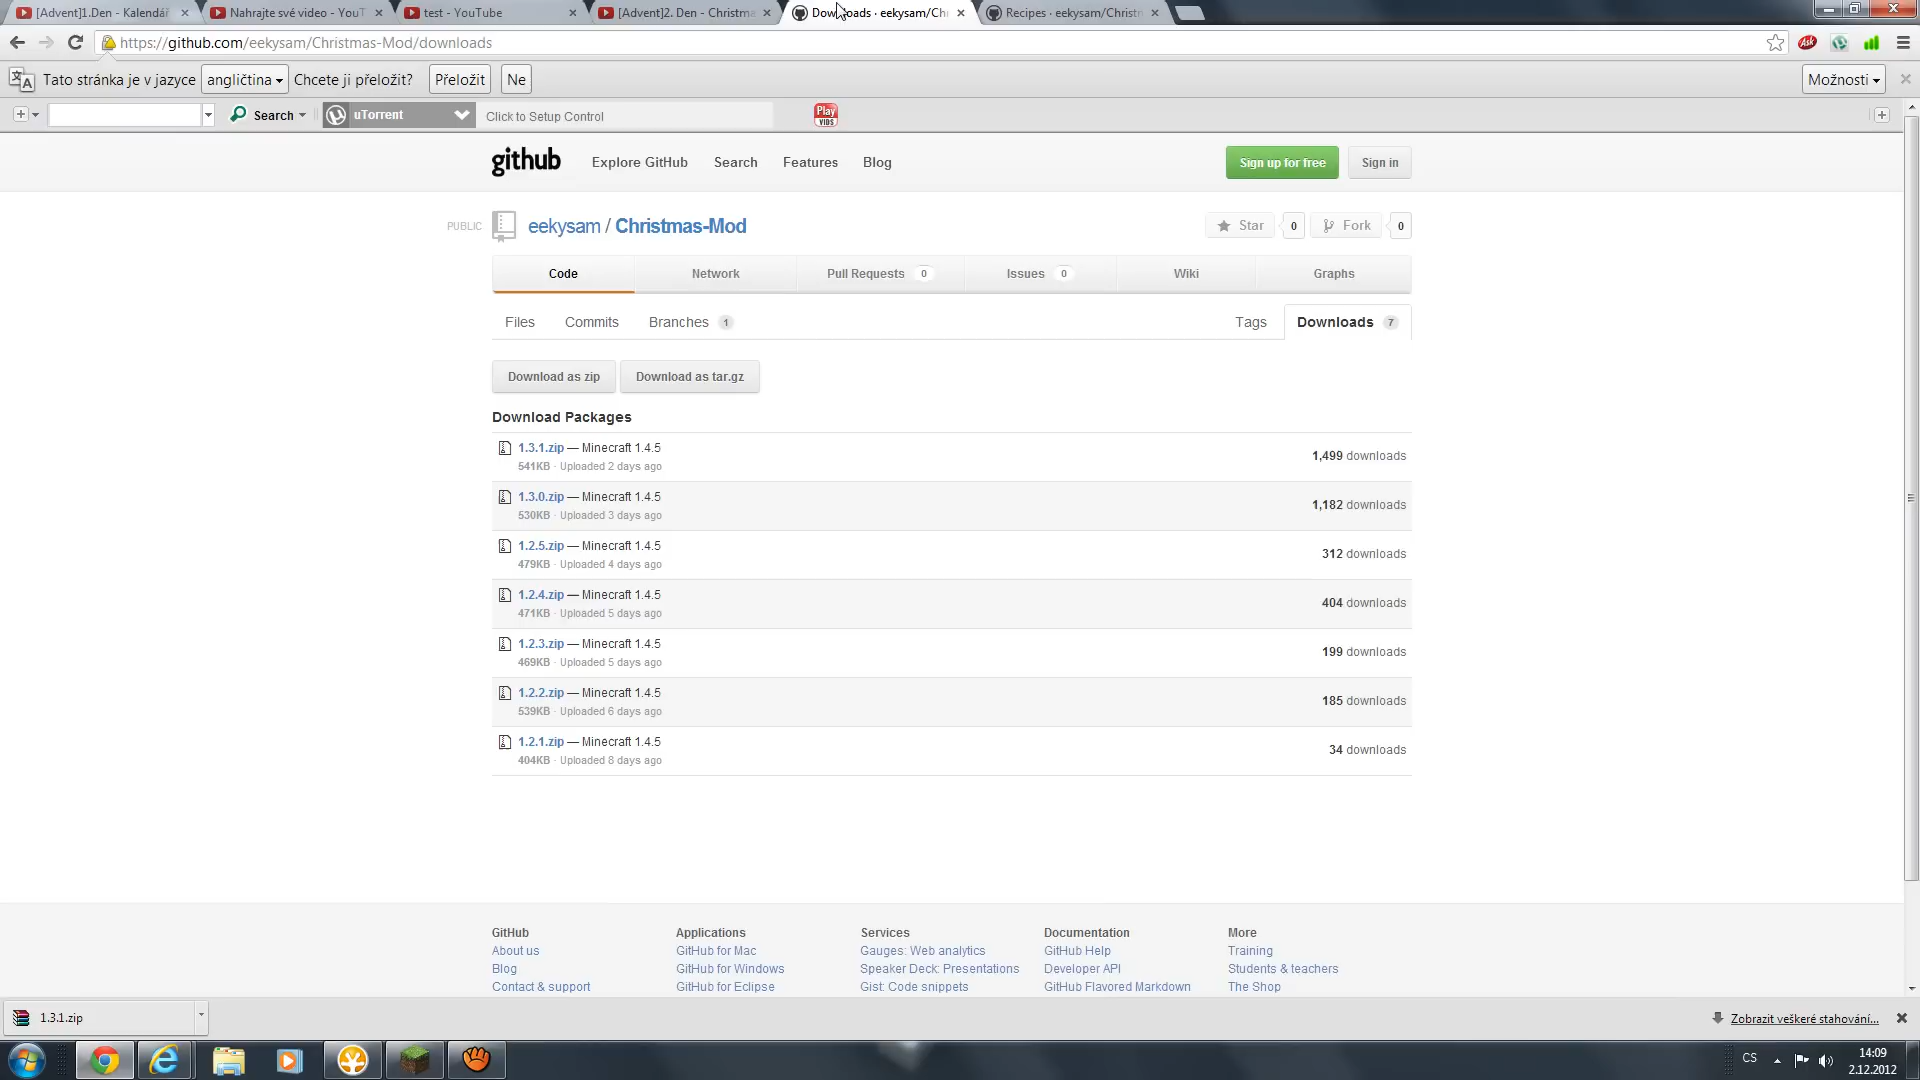 [Advent]1.Den - Kalendář
Nahrajte své video - YouT
test - YouTube
[Advent]2. Den - Christma
Downloads · eekysam/Chr
Recipes · eekysam/Christm
https://github.com/eekysam/Christmas-Mod/downloads
Ask
Tato stránka je v jazyce angličtina Chcete ji přeložit? Přeložit Ne Možnosti
Search uTorrent Click to Setup Control Play VIDS
github Explore GitHub Search Features Blog Sign up for free Sign in
PUBLIC eekysam / Christmas-Mod Star 0 Fork 0
Code Network Pull Requests 0 Issues 0 Wiki Graphs
Files Commits Branches 1 Tags Downloads 7
Download as zip Download as tar.gz
Download Packages
1.3.1.zip — Minecraft 1.4.5
541KB · Uploaded 2 days ago
1,499 downloads
1.3.0.zip — Minecraft 1.4.5
530KB · Uploaded 3 days ago
1,182 downloads
1.2.5.zip — Minecraft 1.4.5
479KB · Uploaded 4 days ago
312 downloads
1.2.4.zip — Minecraft 1.4.5
471KB · Uploaded 5 days ago
404 downloads
1.2.3.zip — Minecraft 1.4.5
469KB · Uploaded 5 days ago
199 downloads
1.2.2.zip — Minecraft 1.4.5
539KB · Uploaded 6 days ago
185 downloads
1.2.1.zip — Minecraft 1.4.5
404KB · Uploaded 8 days ago
34 downloads
GitHub Applications Services Documentation More
About us GitHub for Mac Gauges: Web analytics GitHub Help Training
Blog GitHub for Windows Speaker Deck: Presentations Developer API Students & teachers
Contact & support GitHub for Eclipse Gist: Code snippets GitHub Flavored Markdown The Shop
1.3.1.zip Zobrazit veškeré stahování...
CS 14:09
2.12.2012